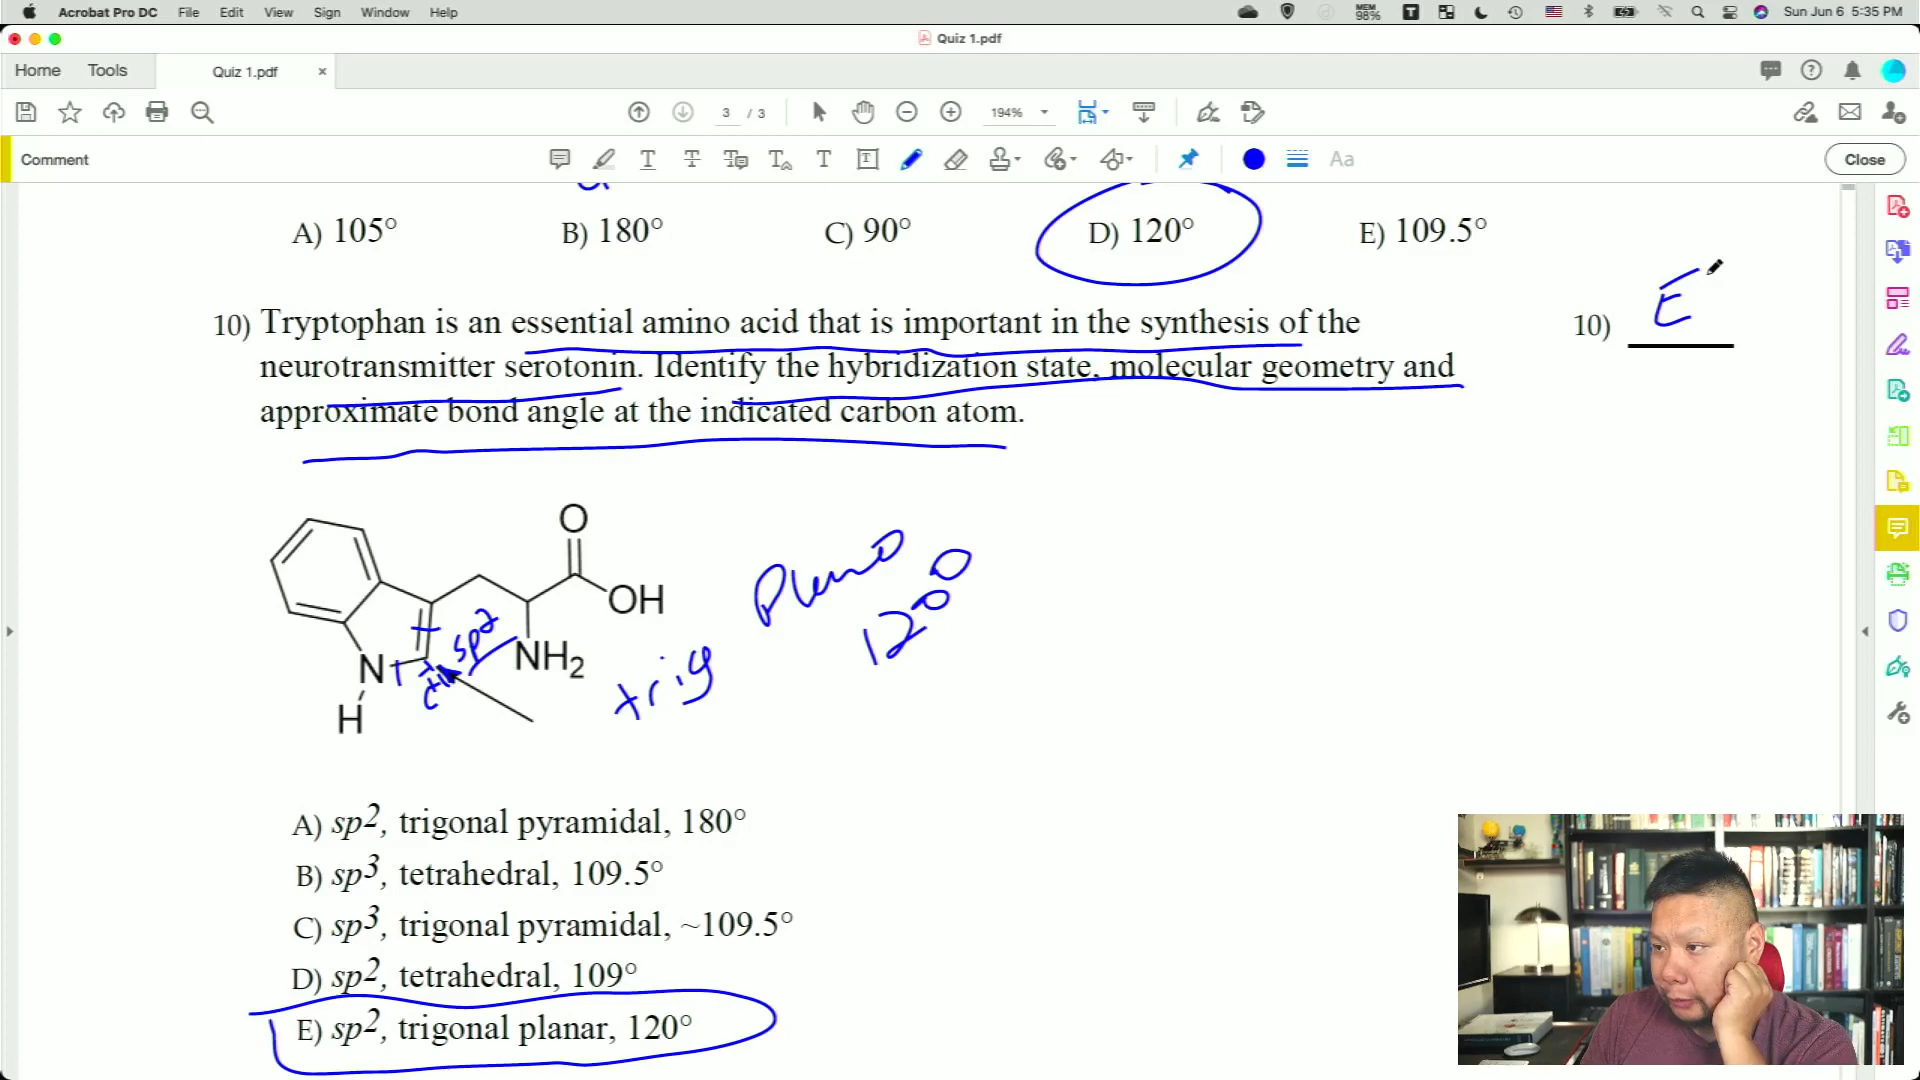 Acrobat Pro DC File Edit View Sign Window Help MEM 98% Sun Jun 6 5:35 PM
Quiz 1.pdf
Home Tools Quiz 1.pdf ×
3 / 3 194%
Comment Aa Close
A) 105° B) 180° C) 90° D) 120° E) 109.5°
10) Tryptophan is an essential amino acid that is important in the synthesis of the
neurotransmitter serotonin. Identify the hybridization state, molecular geometry and
approximate bond angle at the indicated carbon atom.
10) E
O
OH
NH2
N
H
sp2
trig
120°
A) sp2, trigonal pyramidal, 180°
B) sp3, tetrahedral, 109.5°
C) sp3, trigonal pyramidal, ~109.5°
D) sp2, tetrahedral, 109°
E) sp2, trigonal planar, 120°